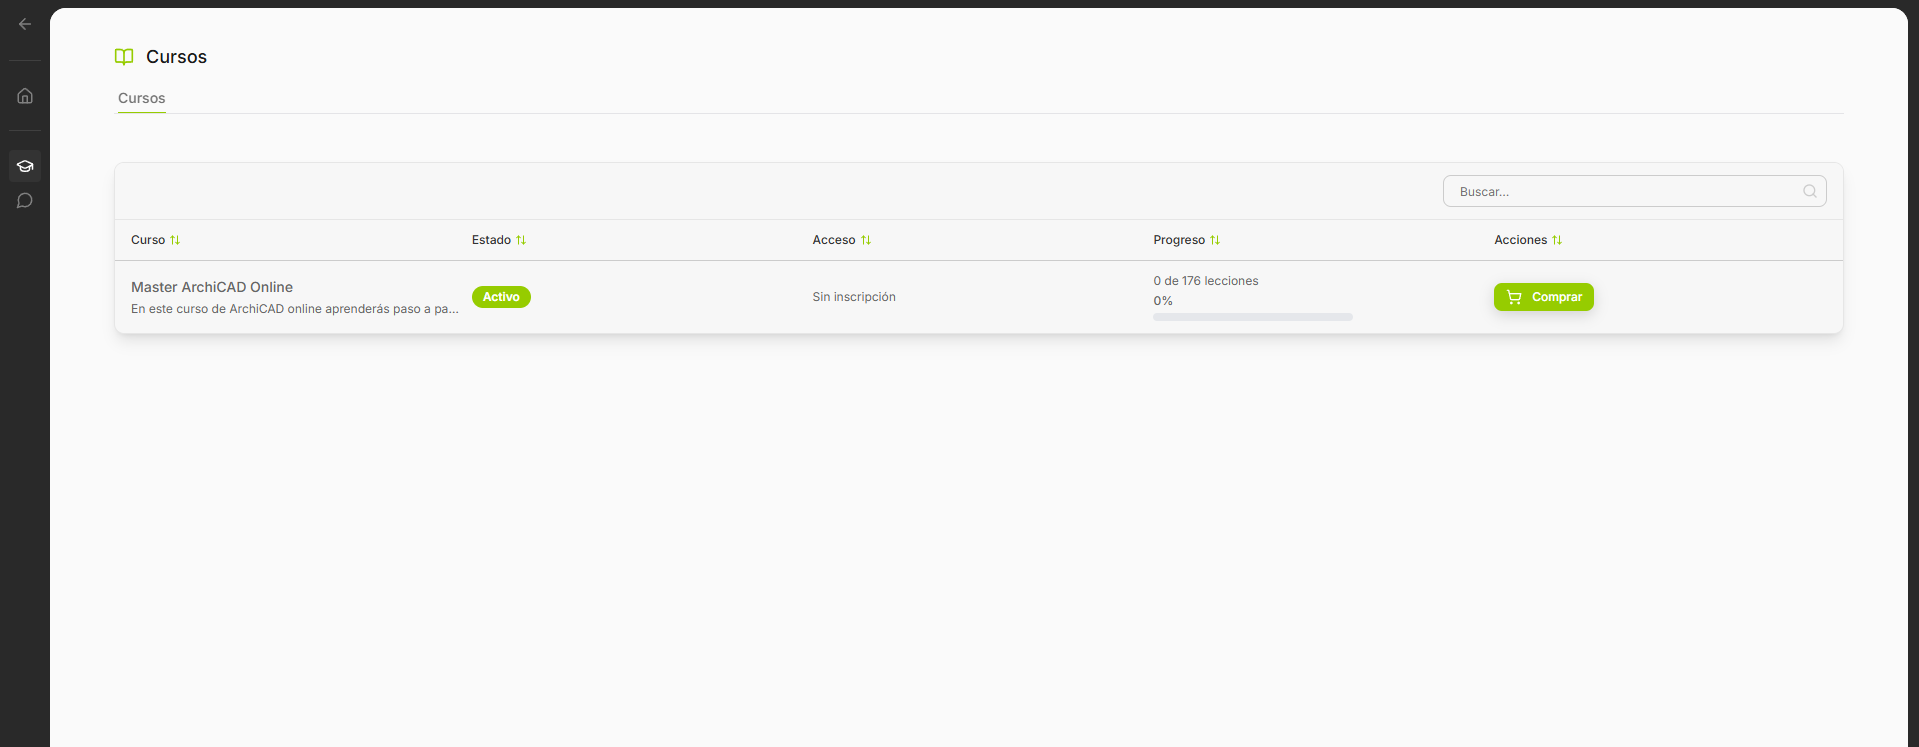 Cursos
Cursos
Buscar...
Curso
Estado
Acceso
Progreso
Acciones
Master ArchiCAD Online
En este curso de ArchiCAD online aprenderás paso a pa...
Activo
Sin inscripción
0 de 176 lecciones
0%
Comprar